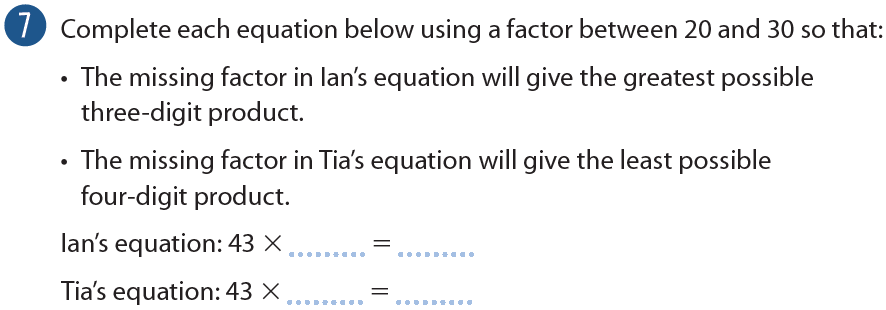 7 Complete each equation below using a factor between 20 and 30 so that:
• The missing factor in Ian's equation will give the greatest possible
three-digit product.
• The missing factor in Tia's equation will give the least possible
four-digit product.
Ian's equation: 43 × ......... = .........
Tia's equation: 43 × ......... = .........